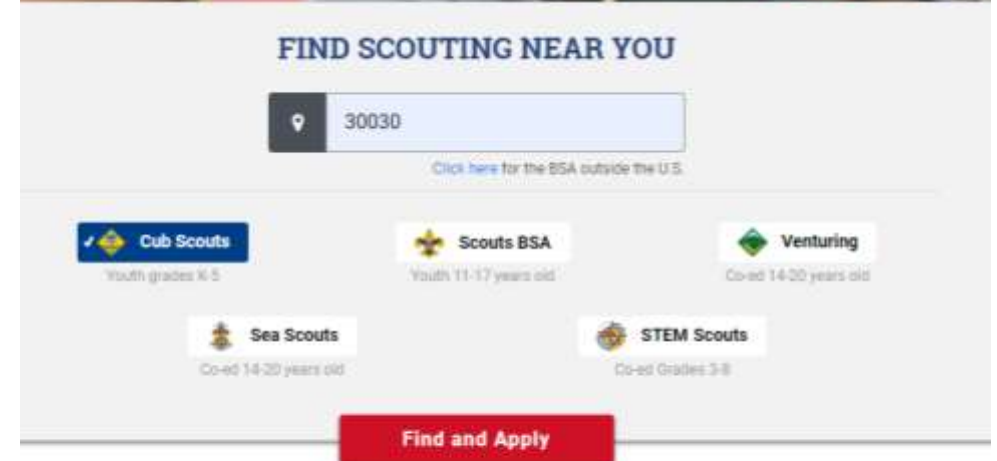 FIND SCOUTING NEAR YOU
30030
Click here for the BSA outside the U.S.
Cub Scouts
Youth grades K-5
Scouts BSA
Youth 11-17 years old
Venturing
Co-ed 14-20 years old
Sea Scouts
Co-ed 14-20 years old
STEM Scouts
Co-ed Grades 3-8
Find and Apply